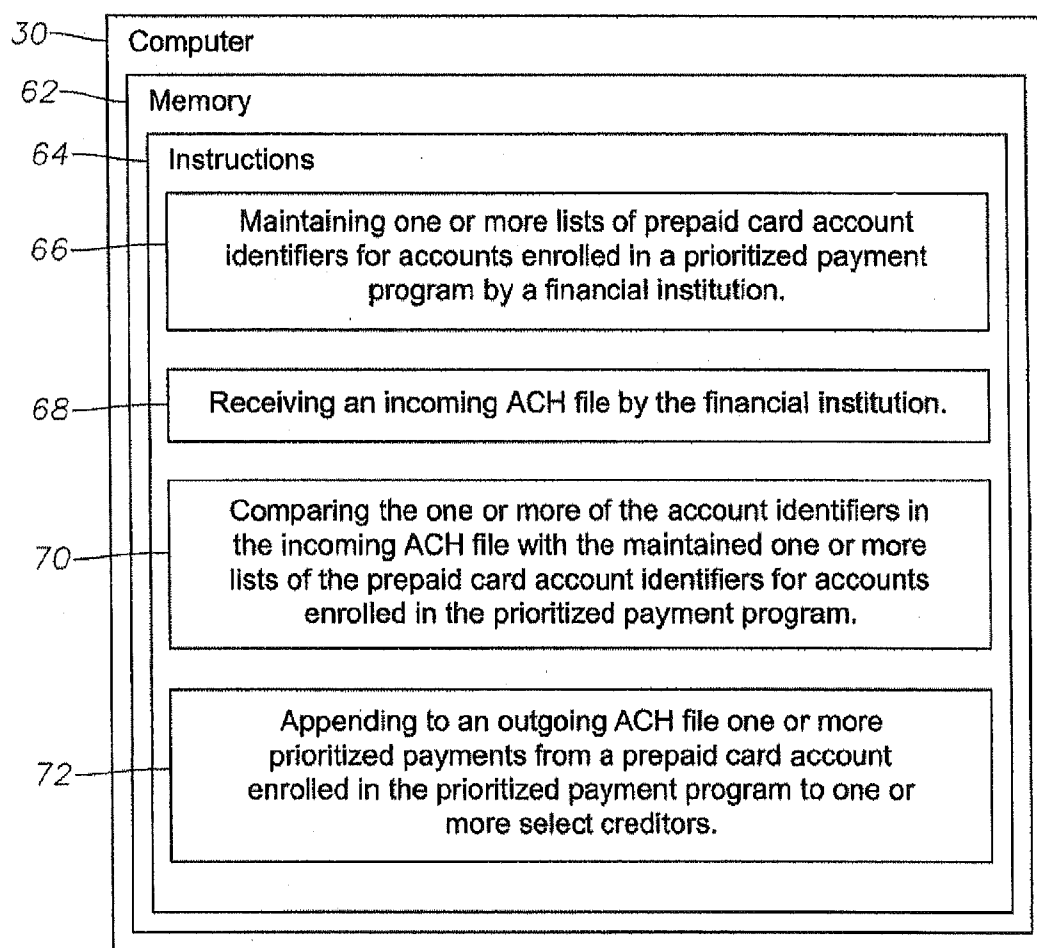 30 Computer
62 Memory
64 Instructions
Maintaining one or more lists of prepaid card account
66 identifiers for accounts enrolled in a prioritized payment
program by a financial institution.
68 Receiving an incoming ACH file by the financial institution.
Comparing the one or more of the account identifiers in
70 the incoming ACH file with the maintained one or more
lists of the prepaid card account identifiers for accounts
enrolled in the prioritized payment program.
Appending to an outgoing ACH file one or more
prioritized payments from a prepaid card account
72 enrolled in the prioritized payment program to one or
more select creditors.